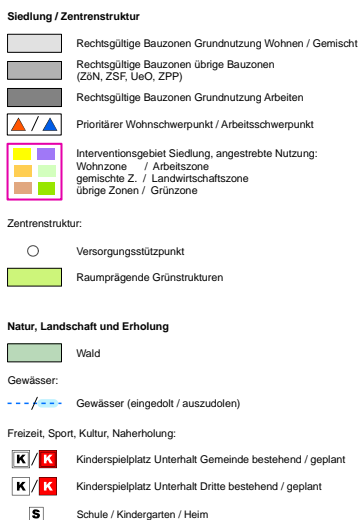 Siedlung / Zentrenstruktur
Rechtsgültige Bauzonen Grundnutzung Wohnen / Gemischt
Rechtsgültige Bauzonen übrige Bauzonen
(ZöN, ZSF, UeO, ZPP)
Rechtsgültige Bauzonen Grundnutzung Arbeiten
/ Prioritärer Wohnschwerpunkt / Arbeitsschwerpunkt
Interventionsgebiet Siedlung, angestrebte Nutzung:
Wohnzone / Arbeitszone
gemischte Z. / Landwirtschaftszone
übrige Zonen / Grünzone
Zentrenstruktur:
Versorgungsstützpunkt
Raumprägende Grünstrukturen
Natur, Landschaft und Erholung
Wald
Gewässer:
/ Gewässer (eingedolt / auszudolen)
Freizeit, Sport, Kultur, Naherholung:
K / K Kinderspielplatz Unterhalt Gemeinde bestehend / geplant
K / K Kinderspielplatz Unterhalt Dritte bestehend / geplant
S Schule / Kindergarten / Heim